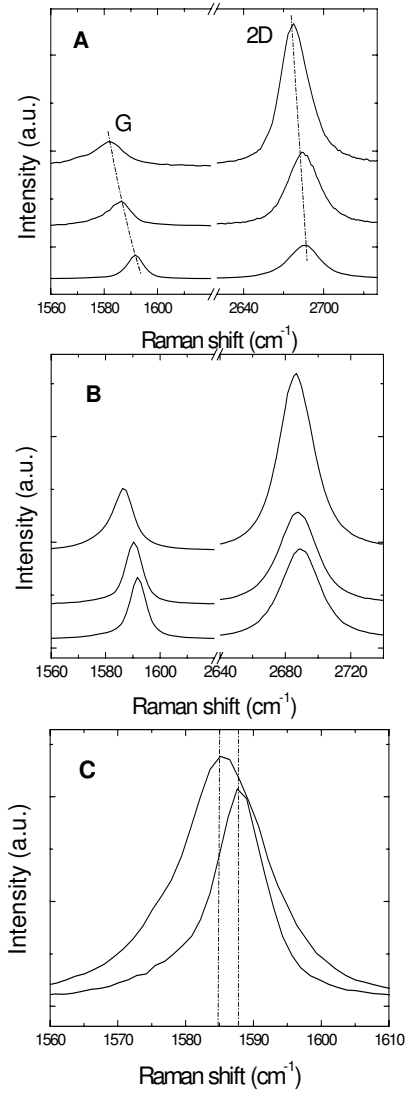 A
2D
G
Intensity (a.u.)
1560 1580 1600 2640 2700
Raman shift (cm-1)
B
Intensity (a.u.)
1560 1580 1600 2640 2680 2720
Raman shift (cm-1)
C
Intensity (a.u.)
1560 1570 1580 1590 1600 1610
Raman shift (cm-1)